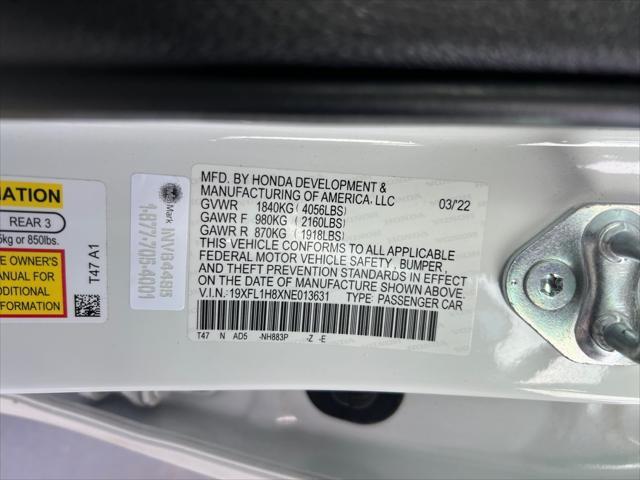 MATION
REAR 3
5kg or 850lbs.
E OWNER'S
MANUAL FOR
ADDITIONAL
INFORMATION
T47 A1
Mark
1-877-705-4001
MFD. BY HONDA DEVELOPMENT &
MANUFACTURING OF AMERICA, LLC 03/'22
GVWR 1840KG ( 4056LBS)
GAWR F 980KG ( 2160LBS)
GAWR R 870KG ( 1918LBS)
THIS VEHICLE CONFORMS TO ALL APPLICABLE
FEDERAL MOTOR VEHICLE SAFETY, BUMPER,
AND THEFT PREVENTION STANDARDS IN EFFECT
ON THE DATE OF MANUFACTURE SHOWN ABOVE.
V.I.N.-19XFL1H8XNE013631 TYPE: PASSENGER CAR
T47 N AD5 -NH883P -Z -E